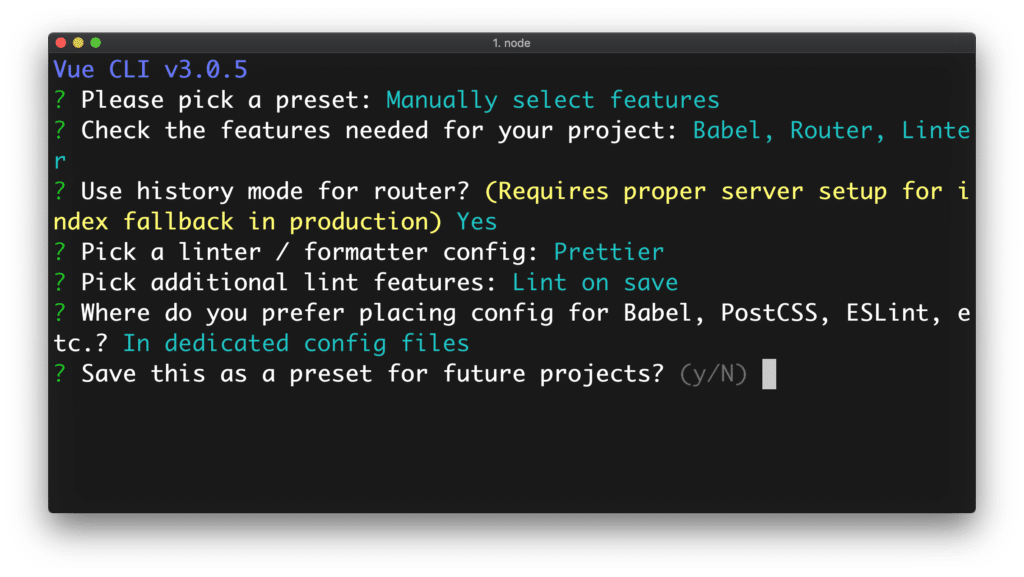 1. node
Vue CLI v3.0.5
? Please pick a preset: Manually select features
? Check the features needed for your project: Babel, Router, Linte
r
? Use history mode for router? (Requires proper server setup for i
ndex fallback in production) Yes
? Pick a linter / formatter config: Prettier
? Pick additional lint features: Lint on save
? Where do you prefer placing config for Babel, PostCSS, ESLint, e
tc.? In dedicated config files
? Save this as a preset for future projects? (y/N)